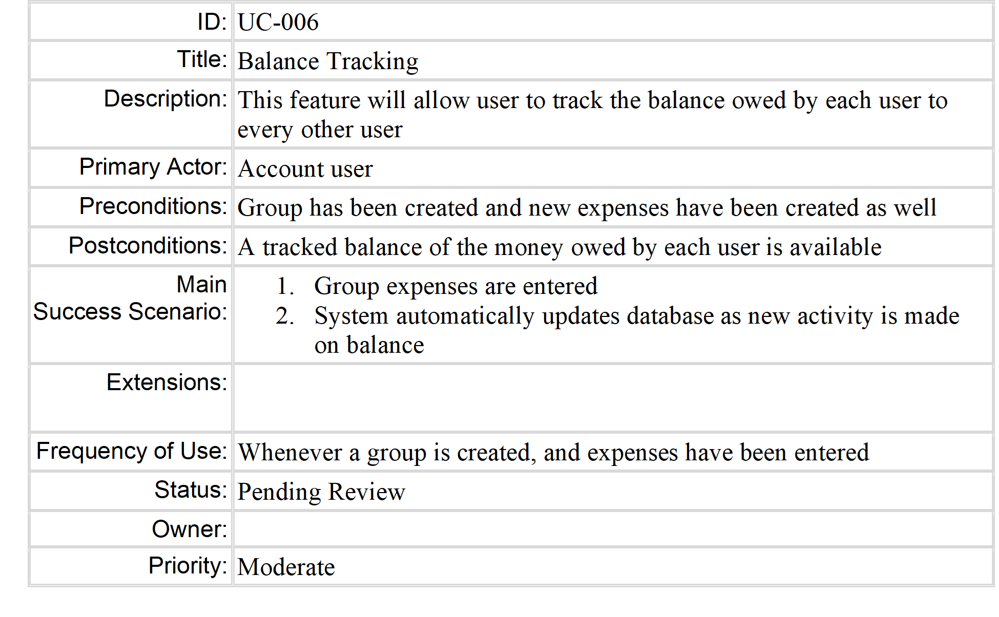 ID: UC-006
Title: Balance Tracking
Description: This feature will allow user to track the balance owed by each user to
every other user
Primary Actor: Account user
Preconditions: Group has been created and new expenses have been created as well
Postconditions: A tracked balance of the money owed by each user is available
Main
Success Scenario:
1. Group expenses are entered
2. System automatically updates database as new activity is made
on balance
Extensions:
Frequency of Use: Whenever a group is created, and expenses have been entered
Status: Pending Review
Owner:
Priority: Moderate